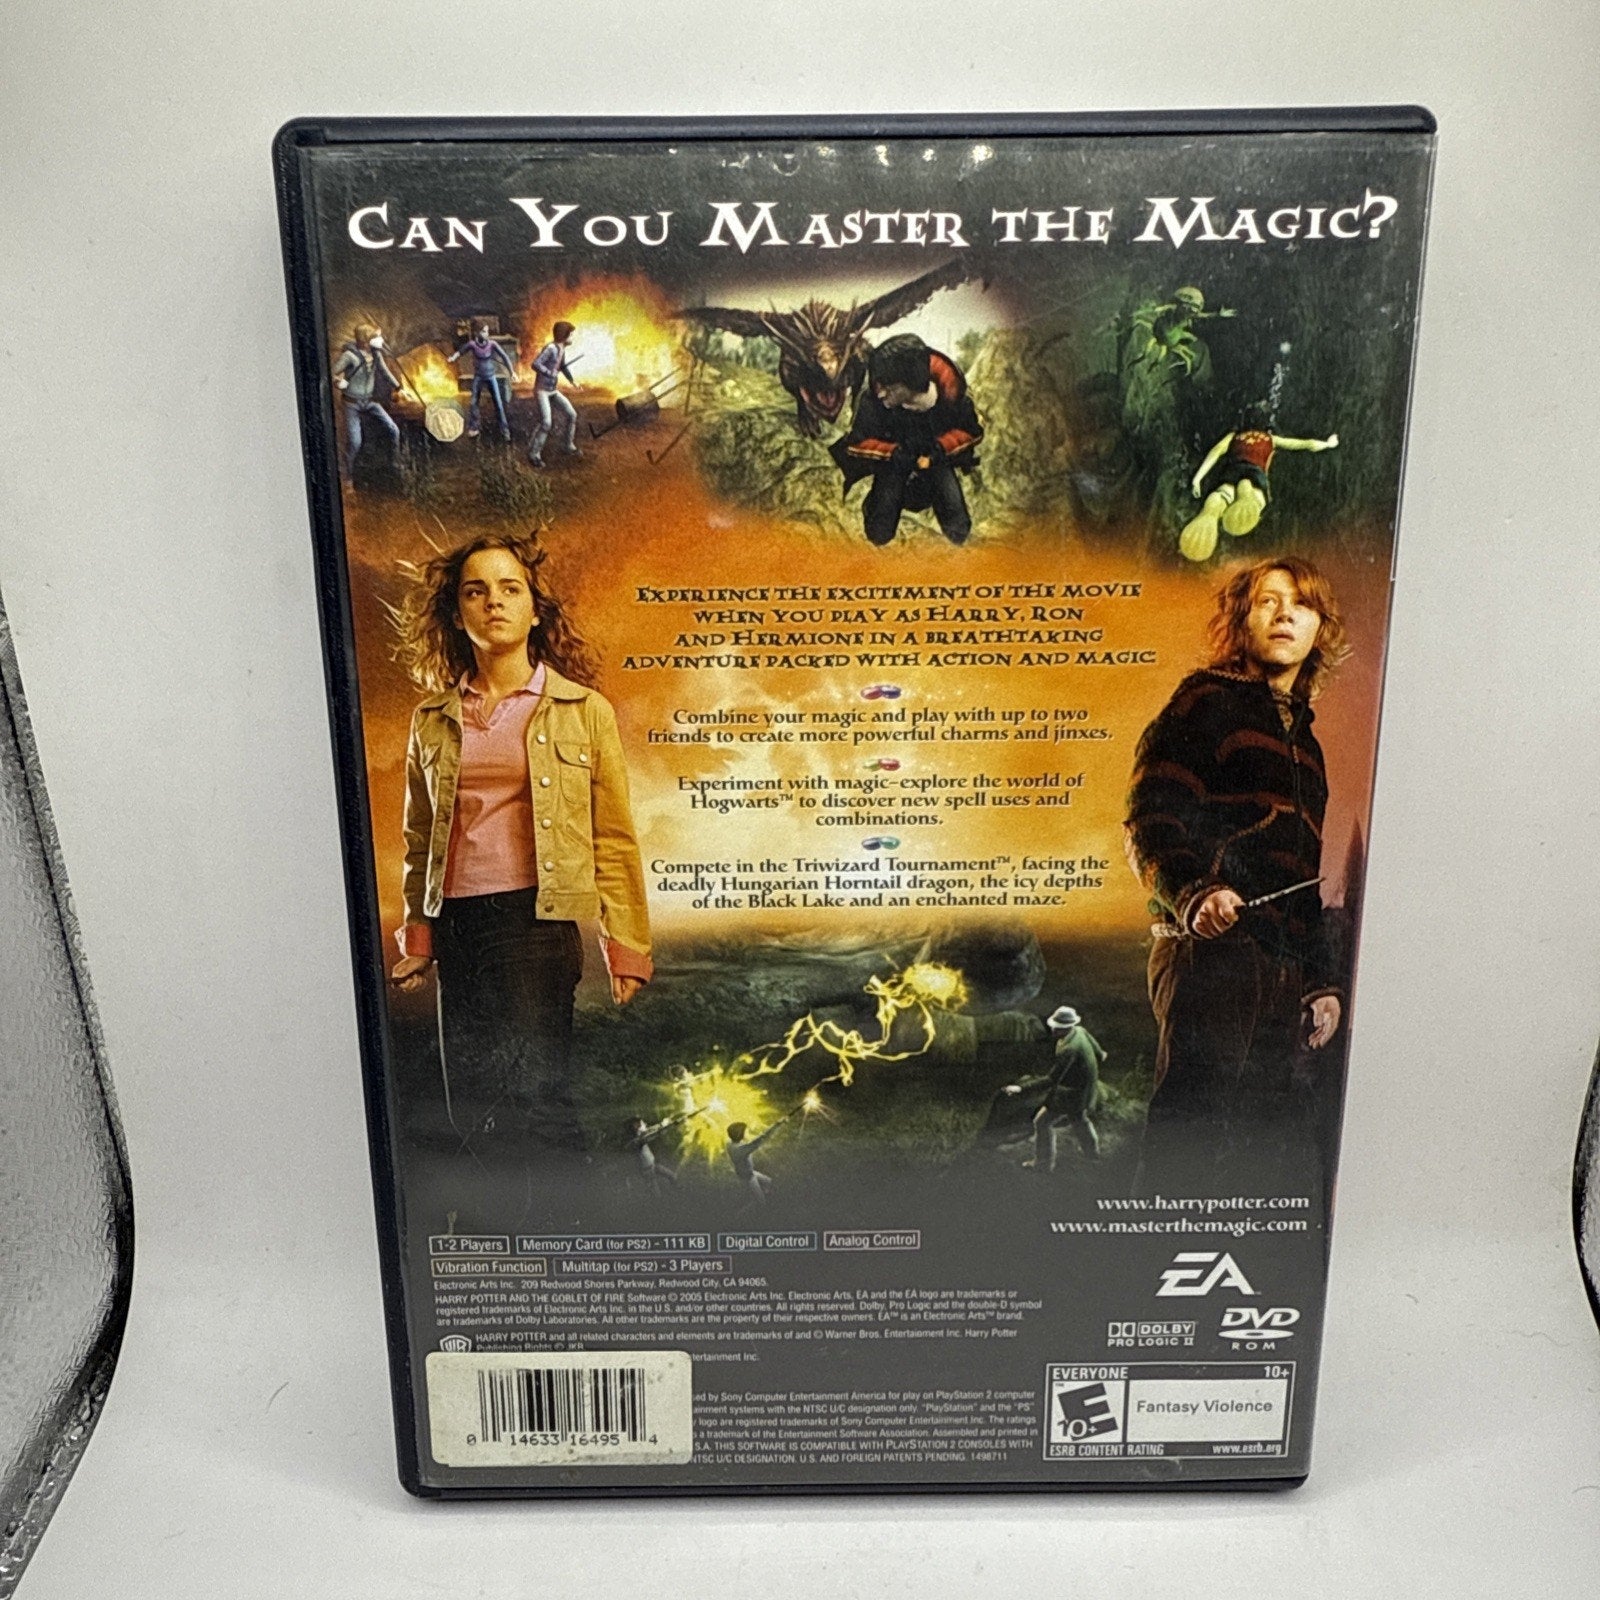 CAN YOU MASTER THE MAGIC?
EXPERIENCE THE EXCITEMENT OF THE MOVIE
WHEN YOU PLAY AS HARRY, RON
AND HERMIONE IN A BREATHTAKING
ADVENTURE PACKED WITH ACTION AND MAGIC
Combine your magic and play with up to two
friends to create more powerful charms and jinxes.
Experiment with magic–explore the world of
Hogwarts™ to discover new spell uses and
combinations.
Compete in the Triwizard Tournament™, facing the
deadly Hungarian Horntail dragon, the icy depths
of the Black Lake and an enchanted maze.
www.harrypotter.com
www.masterthemagic.com
1-2 Players Memory Card (for PS2) - 111 KB Digital Control Analog Control
Vibration Function Multitap (for PS2) - 3 Players
Electronic Arts Inc. 209 Redwood Shores Parkway, Redwood City, CA 94065.
HARRY POTTER AND THE GOBLET OF FIRE Software © 2005 Electronic Arts Inc. Electronic Arts, EA and the EA logo are trademarks or
registered trademarks of Electronic Arts Inc. in the U.S. and/or other countries. All rights reserved. Dolby, Pro Logic and the double-D symbol
are trademarks of Dolby Laboratories. All other trademarks are the property of their respective owners. EA™ is an Electronic Arts™ brand.
WB HARRY POTTER and all related characters and elements are trademarks of and © Warner Bros. Entertainment Inc. Harry Potter
Publishing Rights © JKR
ertainment Inc.
ed by Sony Computer Entertainment America for play on PlayStation 2 computer
ainment systems with the NTSC U/C designation only. "PlayStation" and the "PS"
logo are registered trademarks of Sony Computer Entertainment Inc. The ratings
a trademark of the Entertainment Software Association. Assembled and printed in
S.A. THIS SOFTWARE IS COMPATIBLE WITH PLAYSTATION 2 CONSOLES WITH
NTSC U/C DESIGNATION. U.S. AND FOREIGN PATENTS PENDING. 1498711
0 14633 16495 4
EA
DOLBY
PRO LOGIC II
DVD
ROM
EVERYONE 10+
E
10+
Fantasy Violence
ESRB CONTENT RATING www.esrb.org